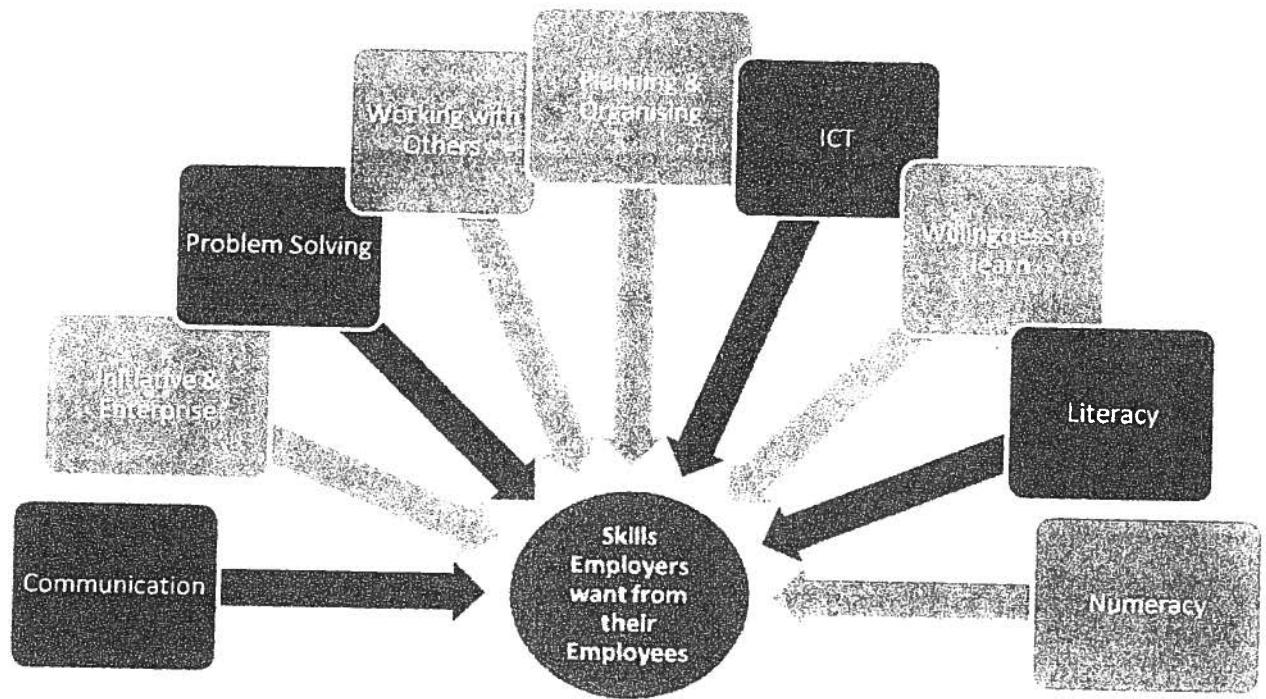 Planning &
Organising
Working with
Others
ICT
Problem Solving
Willingness to
learn
Initiative &
Enterprise
Literacy
Communication
Skills
Employers
want from
their
Employees
Numeracy